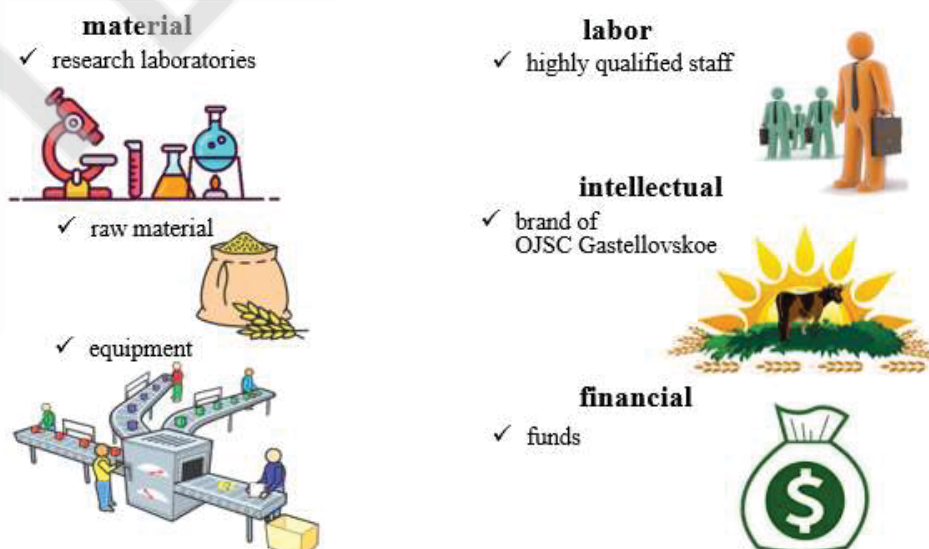 material
✓ research laboratories
✓ raw material
✓ equipment
labor
✓ highly qualified staff
intellectual
✓ brand of
OJSC Gastellovskoe
financial
✓ funds
$